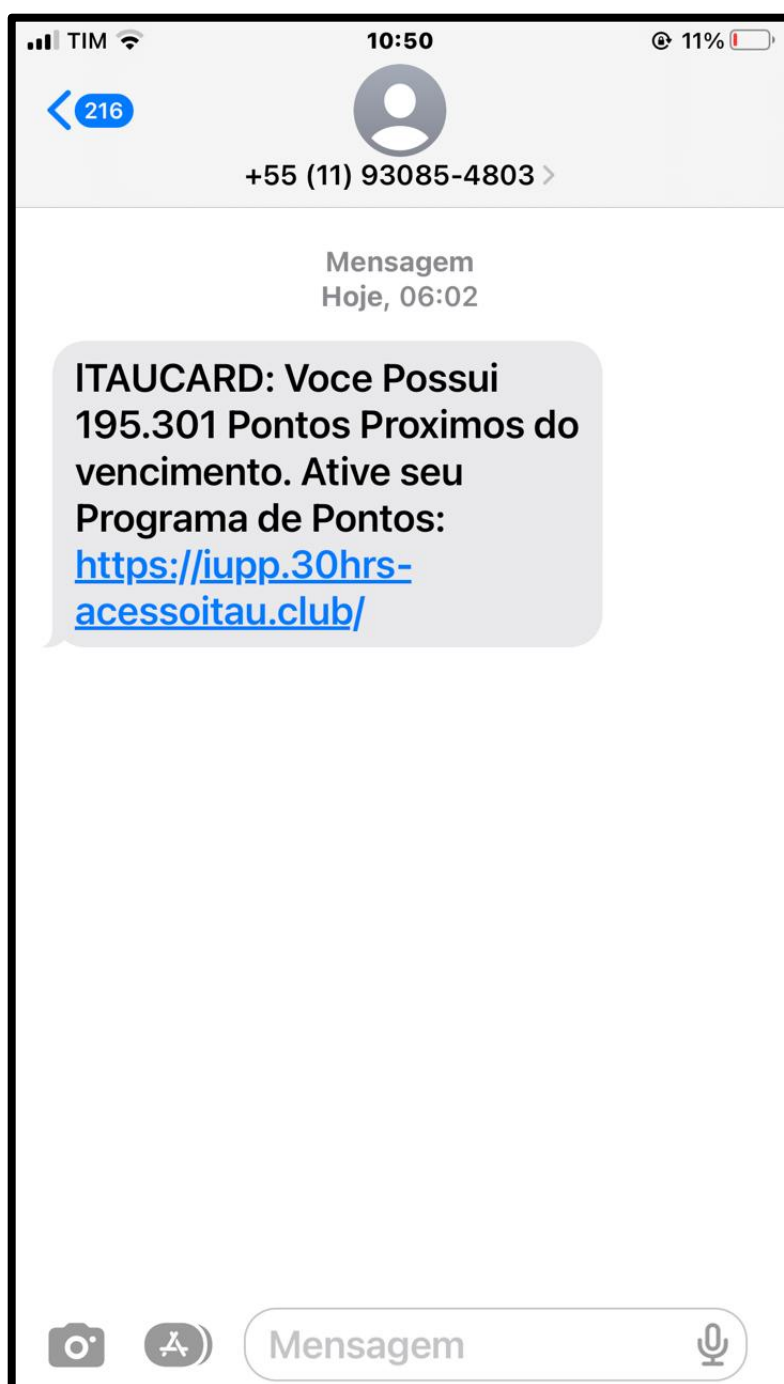 TIM 10:50 11%
216
+55 (11) 93085-4803
Mensagem
Hoje, 06:02
ITAUCARD: Voce Possui
195.301 Pontos Proximos do
vencimento. Ative seu
Programa de Pontos:
https://iupp.30hrs-
acessoitau.club/
Mensagem